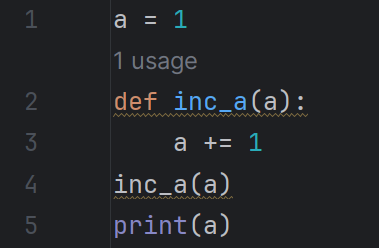 1 a = 1
1 usage
2 def inc_a(a):
3     a += 1
4 inc_a(a)
5 print(a)